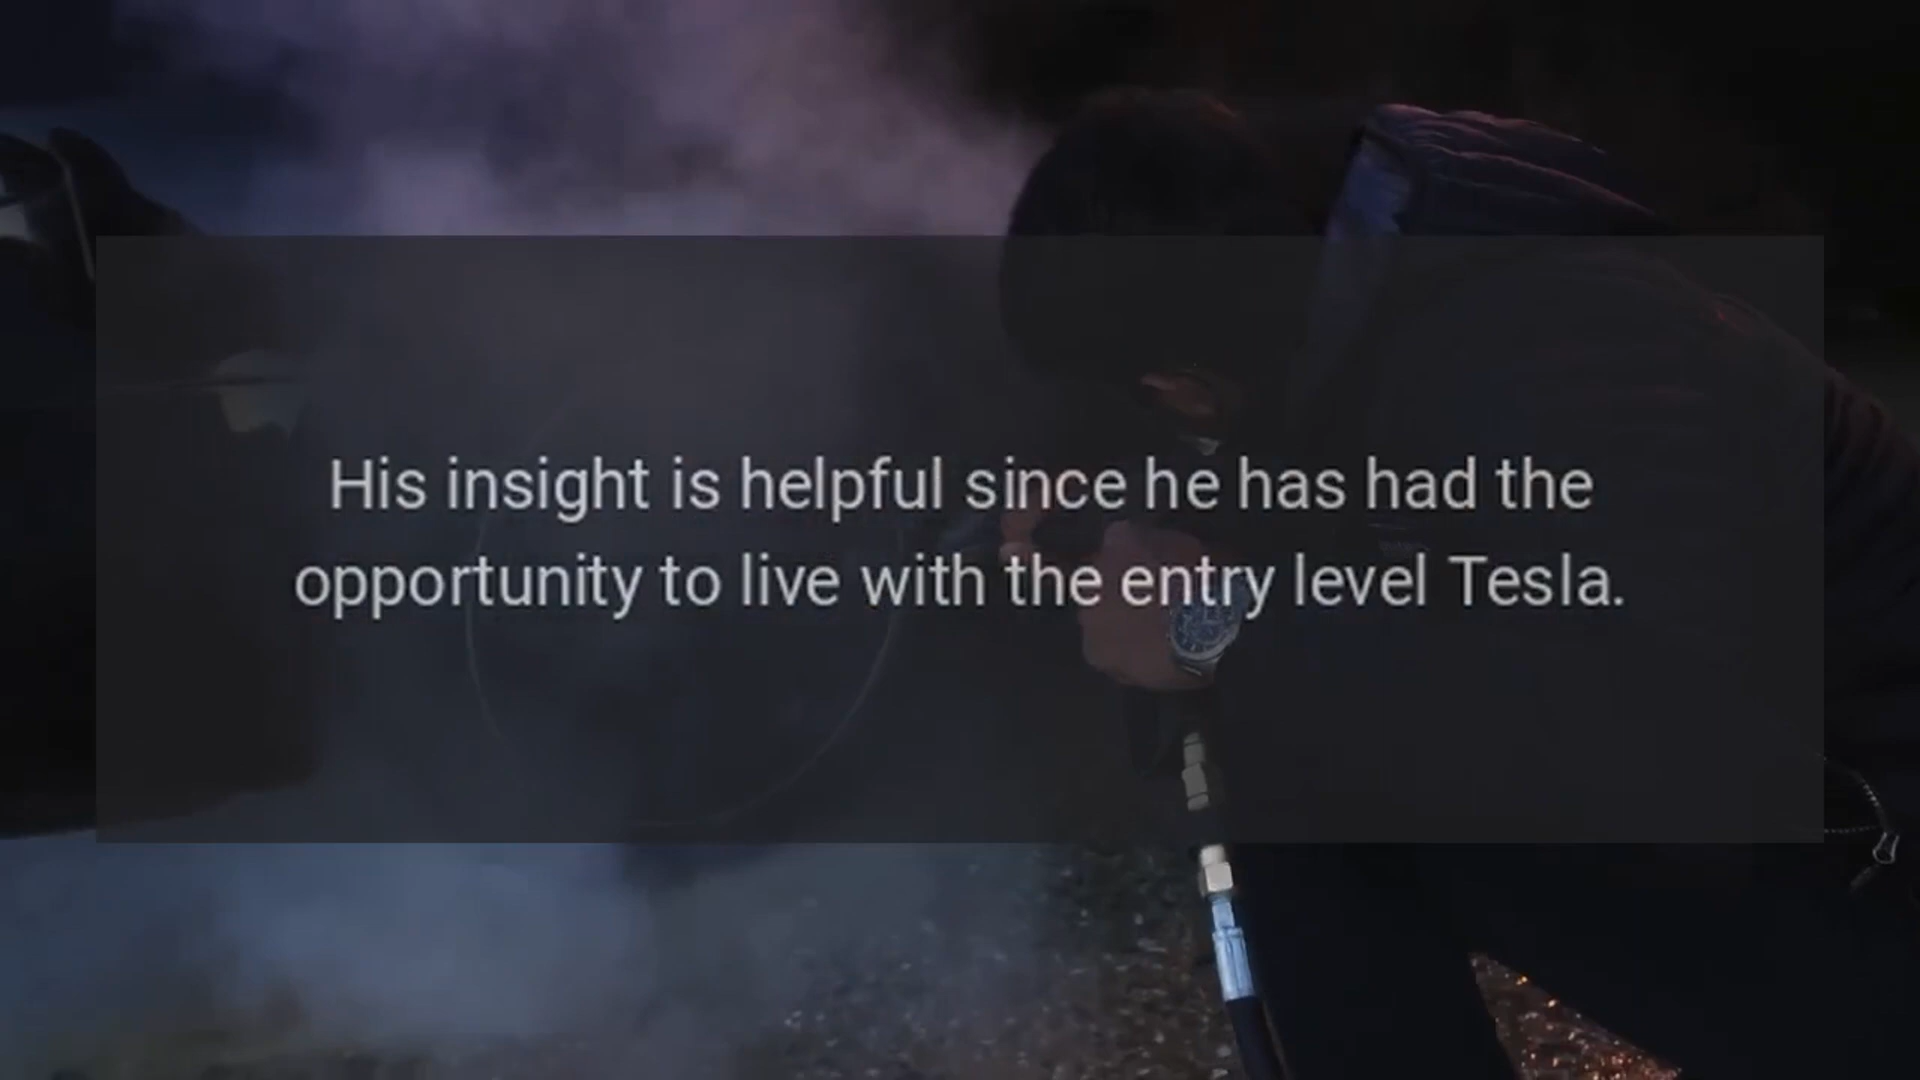 His insight is helpful since he has had the
opportunity to live with the entry level Tesla.